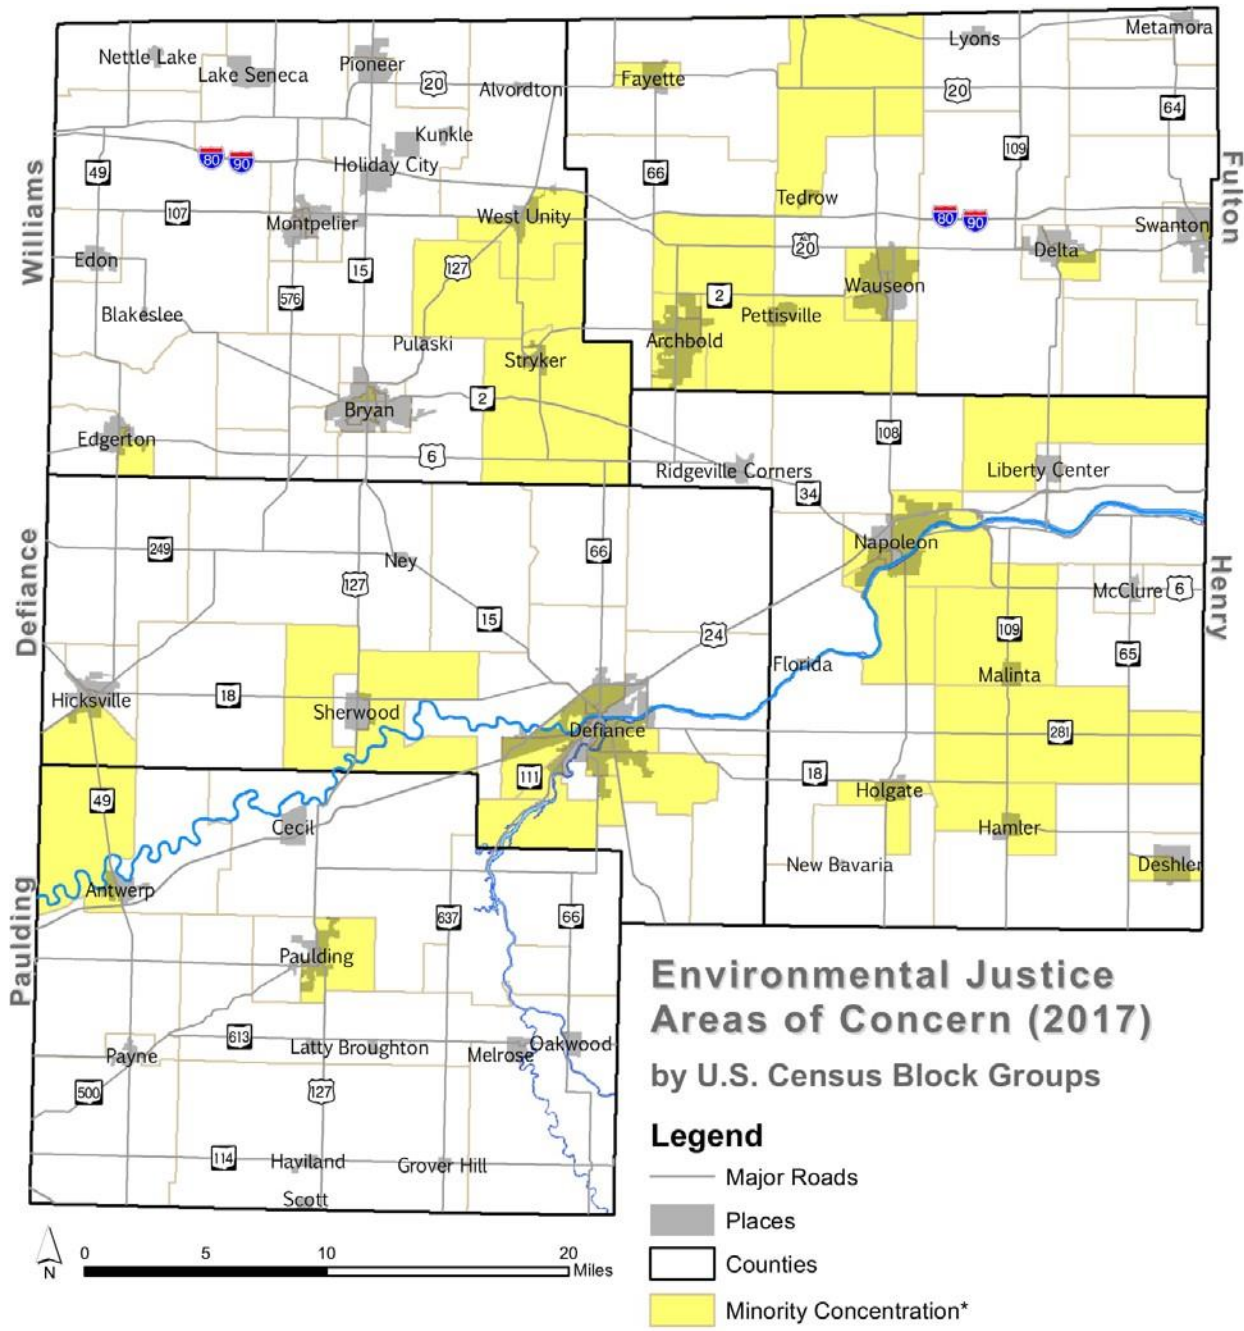 Metamora
Lyons
Nettle Lake
Lake Seneca
Pioneer
20
Alvordton
Fayette
20
64
Kunkle
109
80
90
Holiday City
49
66
Williams
Fulton
107
Montpelier
West Unity
Tedrow
80
90
Swanton
ALT
20
Delta
Edon
127
15
576
2
Wauseon
Blakeslee
Pettisville
Pulaski
Archbold
Stryker
Bryan
2
Edgerton
6
108
Ridgeville Corners
Liberty Center
34
Defiance
249
66
Napoleon
Henry
Ney
127
McClure
6
15
24
109
65
Florida
Malinta
Hicksville
18
Sherwood
Defiance
281
111
18
49
Holgate
Cecil
Hamler
New Bavaria
Deshler
Antwerp
637
66
Paulding
Paulding
613
Latty
Broughton
Melrose
Oakwood
Payne
500
127
114
Haviland
Grover Hill
Scott
Environmental Justice
Areas of Concern (2017)
by U.S. Census Block Groups
Legend
Major Roads
Places
Counties
Minority Concentration*
N
0
5
10
20
Miles